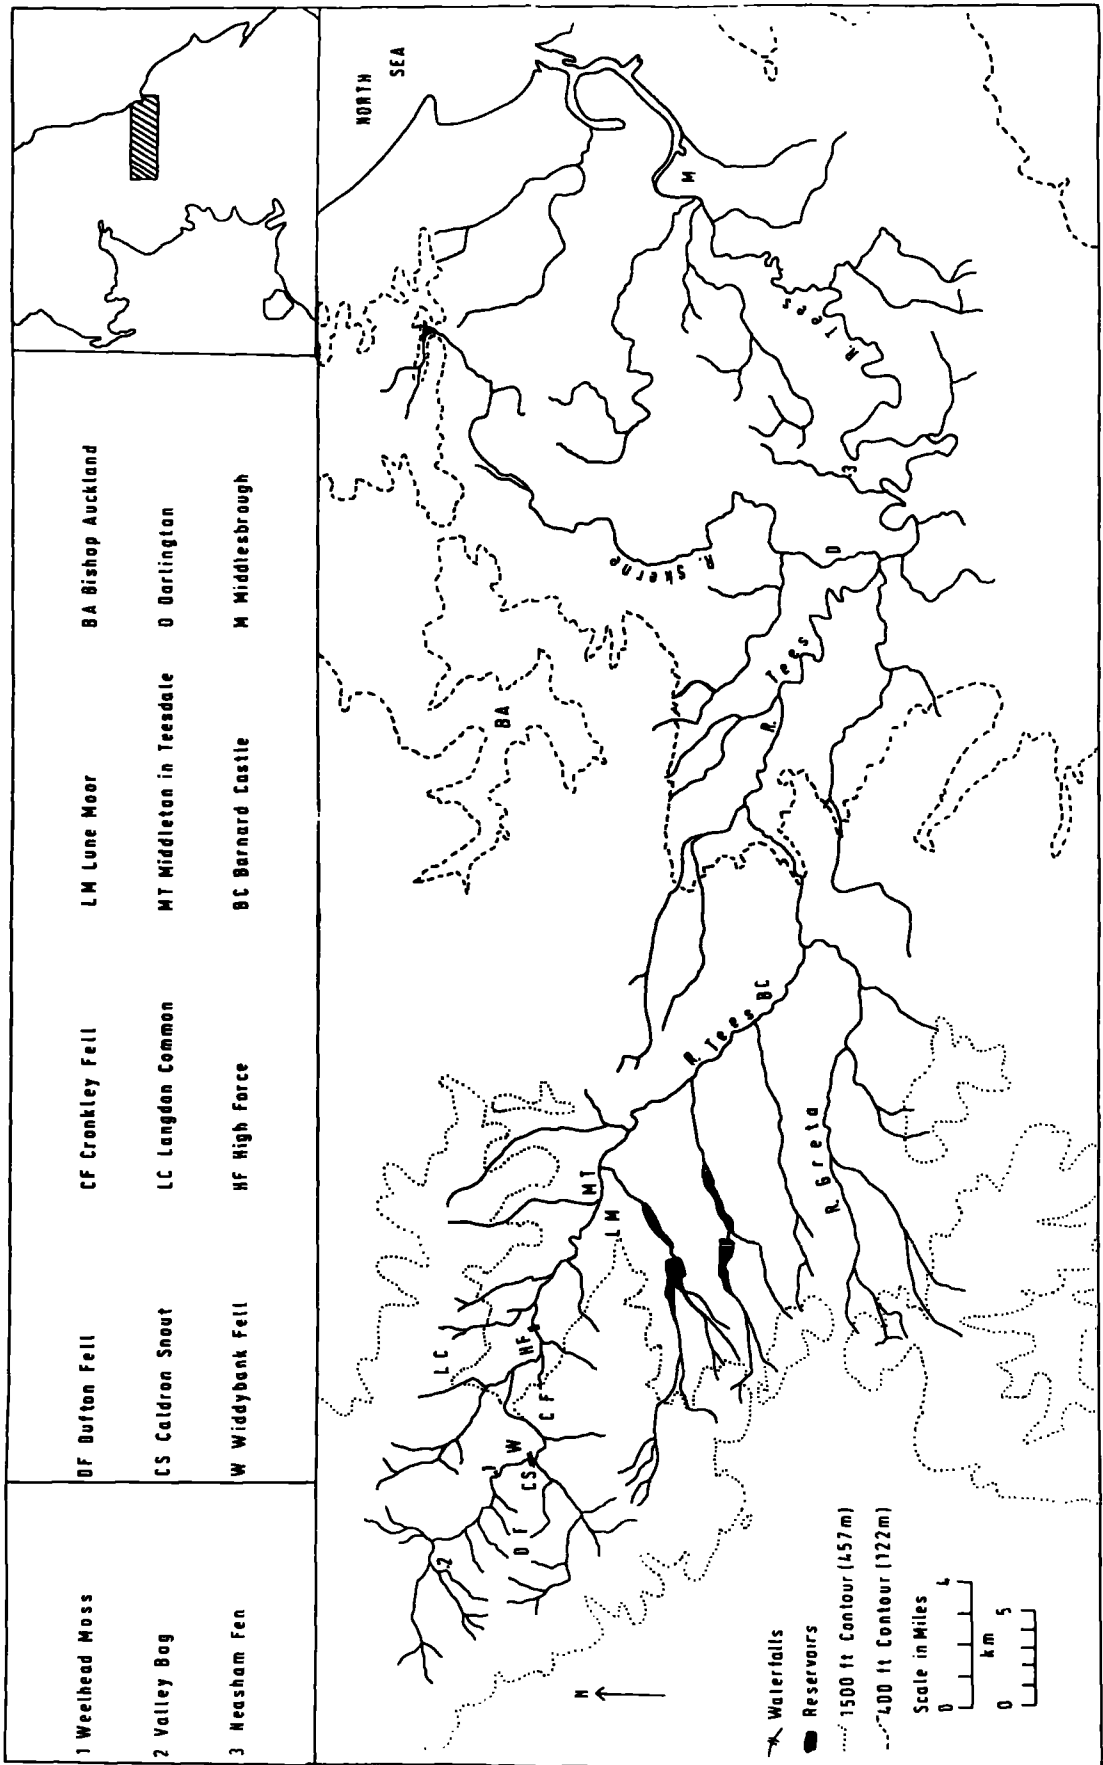 1 Weelhead Moss
2 Valley Bog
3 Neasham Fen
DF Dufton Fell
CF Cronkley Fell
LM Lune Moor
BA Bishop Auckland
CS Caldron Snout
LC Langdon Common
MT Middleton in Teesdale
D Darlington
W Widdybank Fell
HF High Force
BC Barnard Castle
M Middlesbrough
NORTH
SEA
2
DF
CS
W
CF
LC
HF
LM
MT
R. Tees
BC
R. Greta
BA
R. Tees
R. Skerne
D
3
R. Tees
M
N
Waterfalls
Reservoirs
1500 ft Contour (457m)
400 ft Contour (122m)
Scale in Miles
0 4
km
0 5